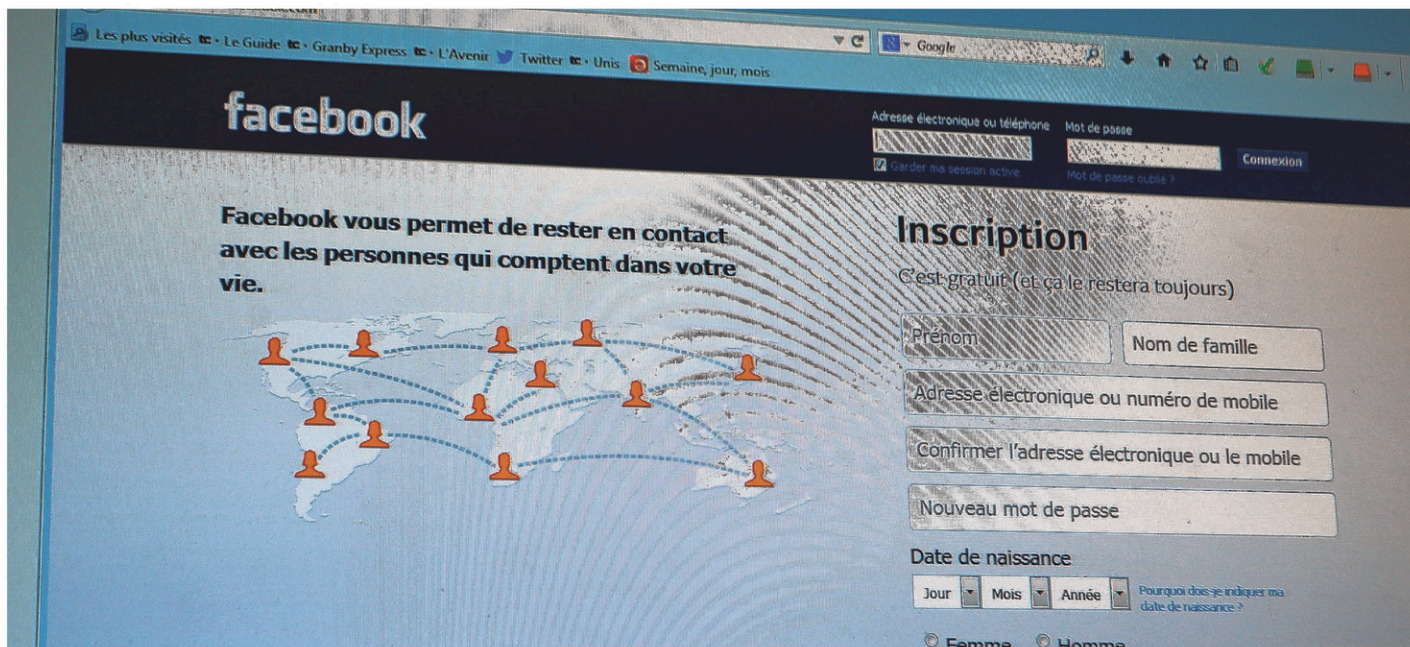 Les plus visités tc · Le Guide tc · Granby Express tc · L'Avenir Twitter tc · Unis Semaine, jour, mois
Google
facebook
Adresse électronique ou téléphone Mot de passe
Connexion
Garder ma session active Mot de passe oublié ?
Facebook vous permet de rester en contact
avec les personnes qui comptent dans votre
vie.
Inscription
C'est gratuit (et ça le restera toujours)
Prénom Nom de famille
Adresse électronique ou numéro de mobile
Confirmer l'adresse électronique ou le mobile
Nouveau mot de passe
Date de naissance
Jour Mois Année
Pourquoi dois-je indiquer ma
date de naissance ?
Femme Homme